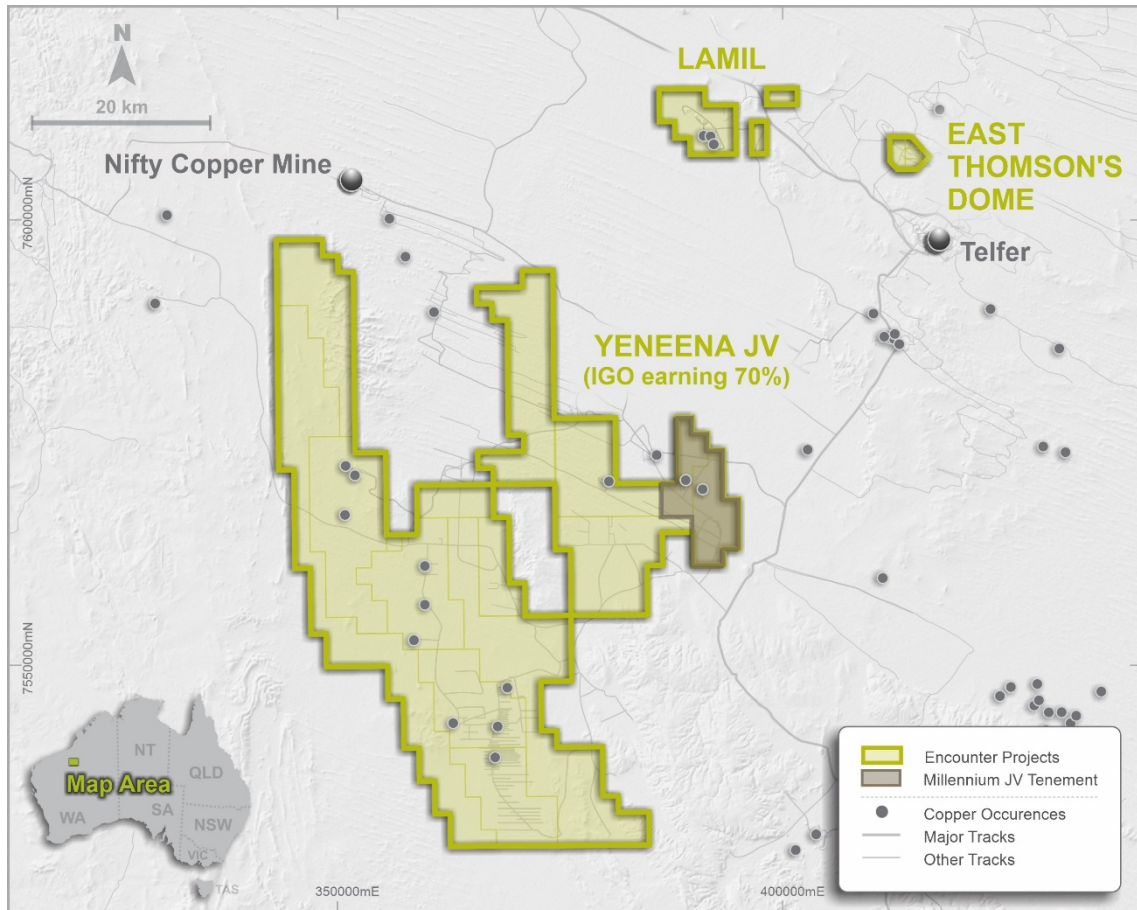 N
20 km
LAMIL
EAST
THOMSON'S
DOME
Nifty Copper Mine
Telfer
7600000mN
YENEENA JV
(IGO earning 70%)
7550000mN
NT
QLD
Map Area
WA
SA
NSW
VIC
TAS
Encounter Projects
Millennium JV Tenement
Copper Occurences
Major Tracks
Other Tracks
350000mE
400000mE